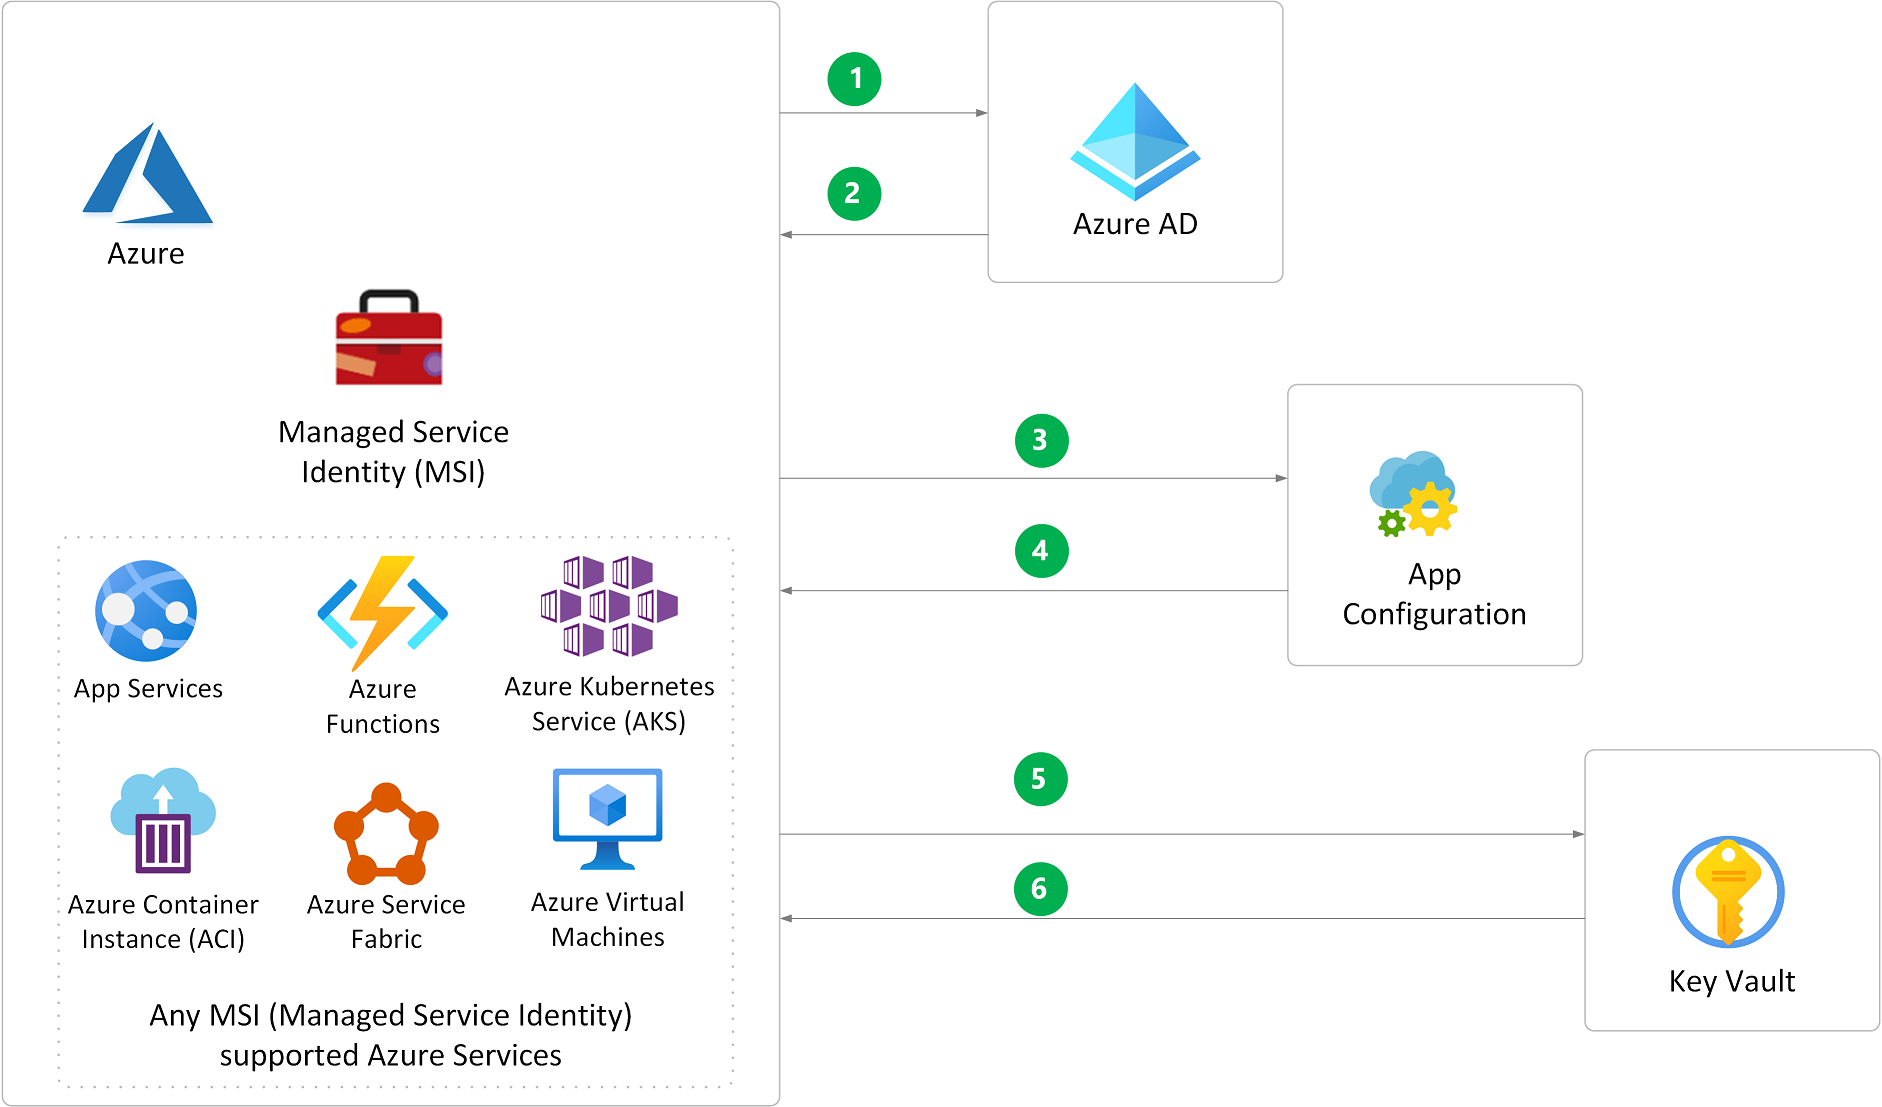 Azure
Managed Service
Identity (MSI)
App Services
Azure
Functions
Azure Kubernetes
Service (AKS)
Azure Container
Instance (ACI)
Azure Service
Fabric
Azure Virtual
Machines
Any MSI (Managed Service Identity)
supported Azure Services
1
2
Azure AD
3
4
App
Configuration
5
6
Key Vault